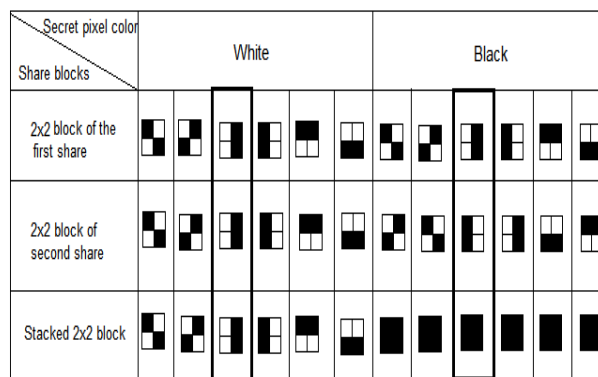 Secret pixel color
Share blocks
White
Black
2x2 block of the
first share
2x2 block of
second share
Stacked 2x2 block